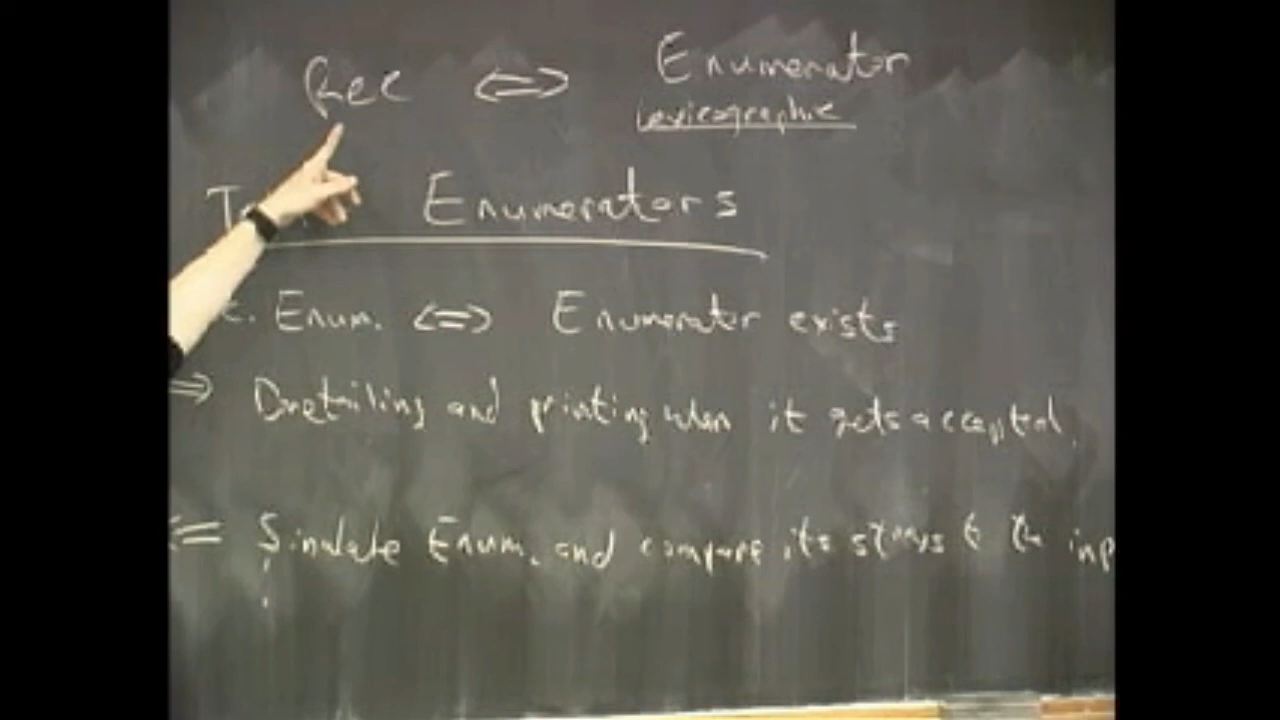 Rec ⇔ Enumerator
Lexicographic
Enumerators
Enum. ⇔ Enumerator exists
⇒ Dovetailing and printing when it gets accepted.
⇐ Simulate Enum. and compare its strings to the inp